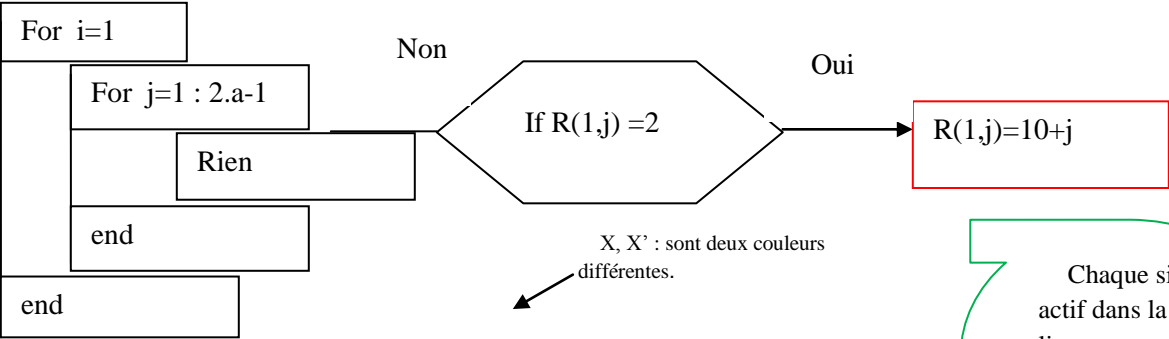 For i=1
Non
Oui
For j=1 : 2.a-1
If R(1,j) =2
R(1,j)=10+j
Rien
end
X, X’ : sont deux couleurs
différentes.
Chaque
actif dans la
end